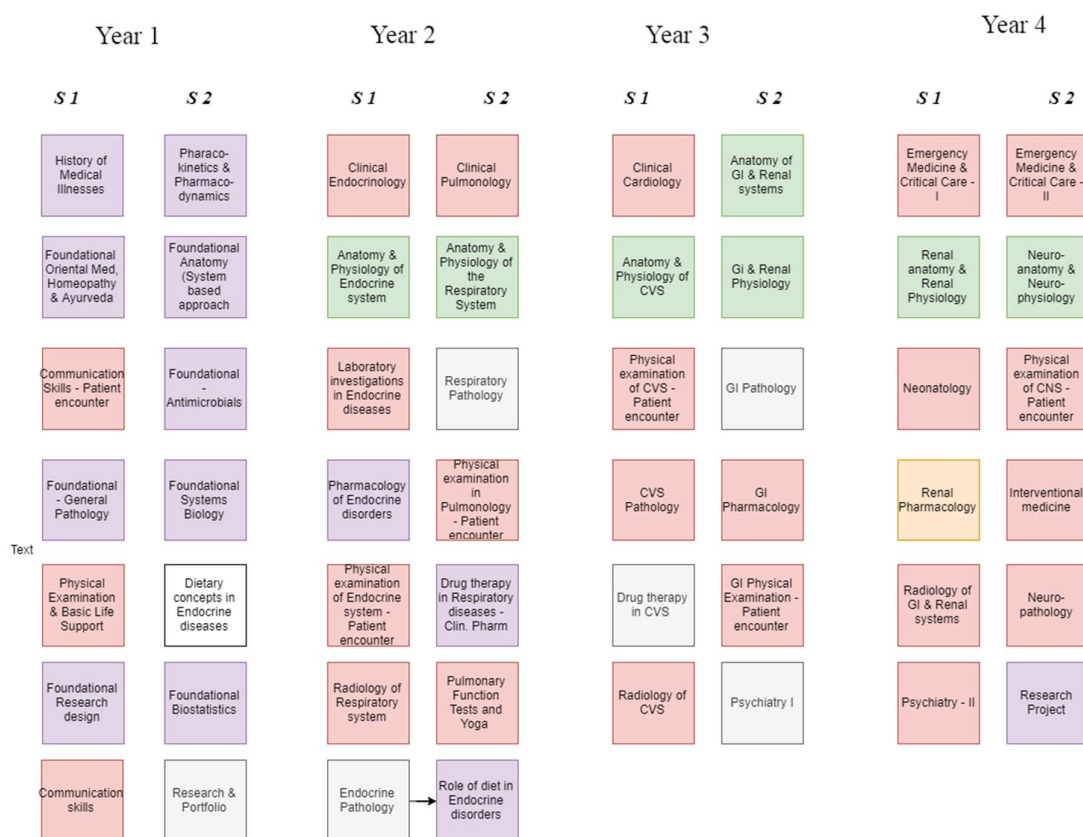 Year 1
Year 2
Year 3
Year 4
S 1
S 2
S 1
S 2
S 1
S 2
S 1
S 2
History of
Medical
Illnesses
Pharaco-
kinetics &
Pharmaco-
dynamics
Clinical
Endocrinology
Clinical
Pulmonology
Clinical
Cardiology
Anatomy of
GI & Renal
systems
Emergency
Medicine &
Critical Care -
I
Emergency
Medicine &
Critical Care -
II
Foundational
Oriental Med,
Homeopathy
& Ayurveda
Foundational
Anatomy
(System
based
approach
Anatomy &
Physiology of
Endocrine
system
Anatomy &
Physiology of
the
Respiratory
System
Anatomy &
Physiology of
CVS
Gi & Renal
Physiology
Renal
anatomy &
Renal
Physiology
Neuro-
anatomy &
Neuro-
physiology
Communication
Skills - Patient
encounter
Foundational
-
Antimicrobials
Laboratory
investigations
in Endocrine
diseases
Respiratory
Pathology
Physical
examination
of CVS -
Patient
encounter
GI Pathology
Neonatology
Physical
examination
of CNS -
Patient
encounter
Foundational
- General
Pathology
Foundational
Systems
Biology
Pharmacology
of Endocrine
disorders
Physical
examination
in
Pulmonology
- Patient
encounter
CVS
Pathology
GI
Pharmacology
Renal
Pharmacology
Interventional
medicine
Text
Physical
Examination
& Basic Life
Support
Dietary
concepts in
Endocrine
diseases
Physical
examination
of Endocrine
system -
Patient
encounter
Drug therapy
in Respiratory
diseases -
Clin. Pharm
Drug therapy
in CVS
GI Physical
Examination -
Patient
encounter
Radiology of
GI & Renal
systems
Neuro-
pathology
Foundational
Research
design
Foundational
Biostatistics
Radiology of
Respiratory
system
Pulmonary
Function
Tests and
Yoga
Radiology of
CVS
Psychiatry I
Psychiatry - II
Research
Project
Communication
skills
Research &
Portfolio
Endocrine
Pathology
Role of diet in
Endocrine
disorders